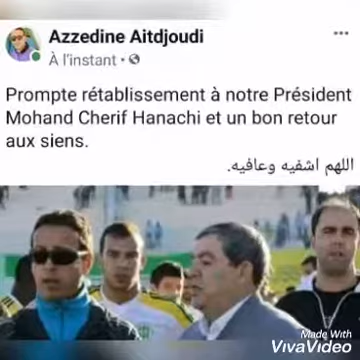 Azzedine Aitdjoudi
À l'instant •
Prompte rétablissement à notre Président
Mohand Cherif Hanachi et un bon retour
aux siens.
اللهم اشفيه وعافيه.
Made With
VivaVideo